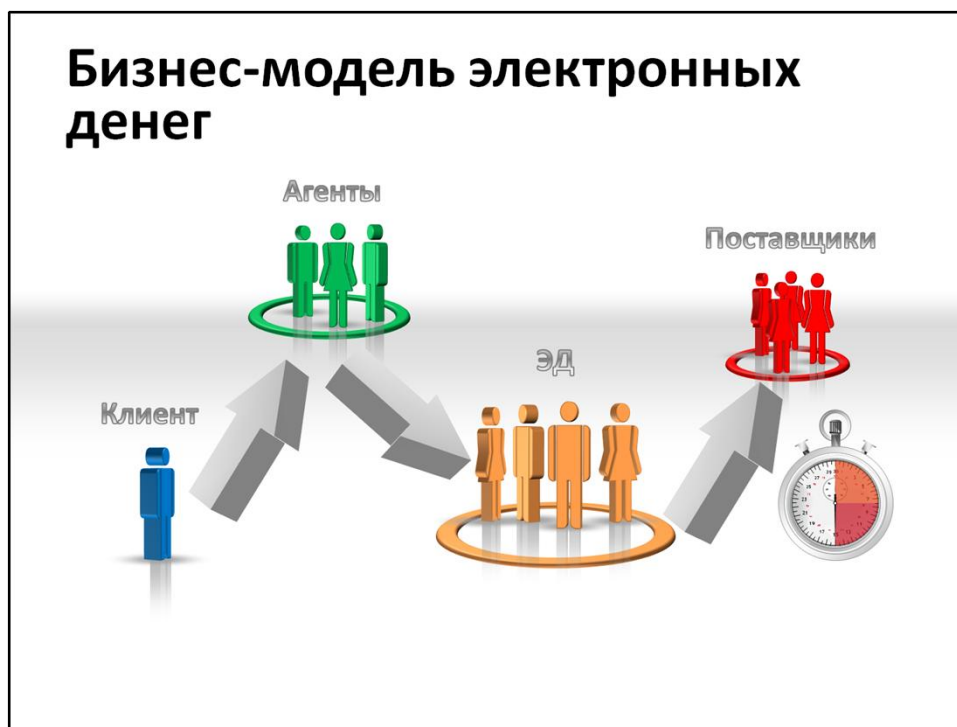 Бизнес-модель электронных
денег
Агенты
Поставщики
ЭД
Клиент